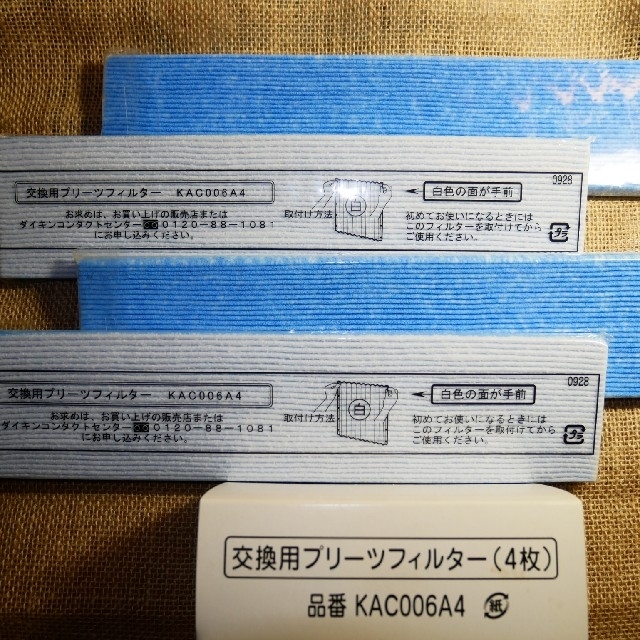 0928
交換用プリーツフィルター KAC006A4
お求めは、お買い上げの販売店または
ダイキンコンタクトセンター 0120-88-1081
にお申し込みください。
取付け方法
白
白色の面が手前
初めてお使いになるときには
このフィルターを取付けてから
ご使用ください。
プラ
0928
交換用プリーツフィルター KAC006A4
お求めは、お買い上げの販売店または
ダイキンコンタクトセンター 0120-88-1081
にお申し込みください。
取付け方法
白
白色の面が手前
初めてお使いになるときには
このフィルターを取付けてから
ご使用ください。
プラ
交換用プリーツフィルター(4枚)
品番 KAC006A4 紙